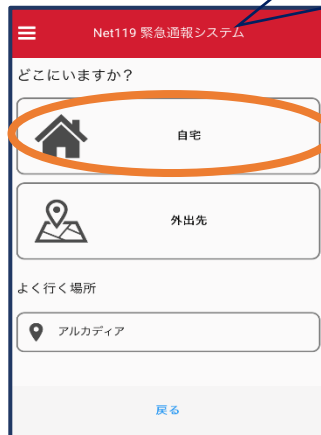 Net119 緊急通報システム
どこにいますか？
自宅
外出先
よく行く場所
アルカディア
戻る